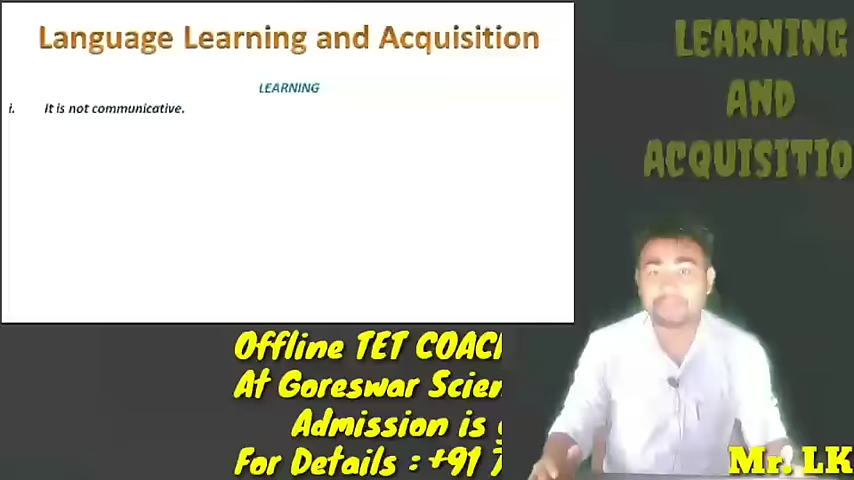 Language Learning and Acquisition
LEARNING
i. It is not communicative.
LEARNING
AND
ACQUISITIO
Offline TET COACH
At Goreswar Scien
Admission is
For Details : +91 7
Mr. LK